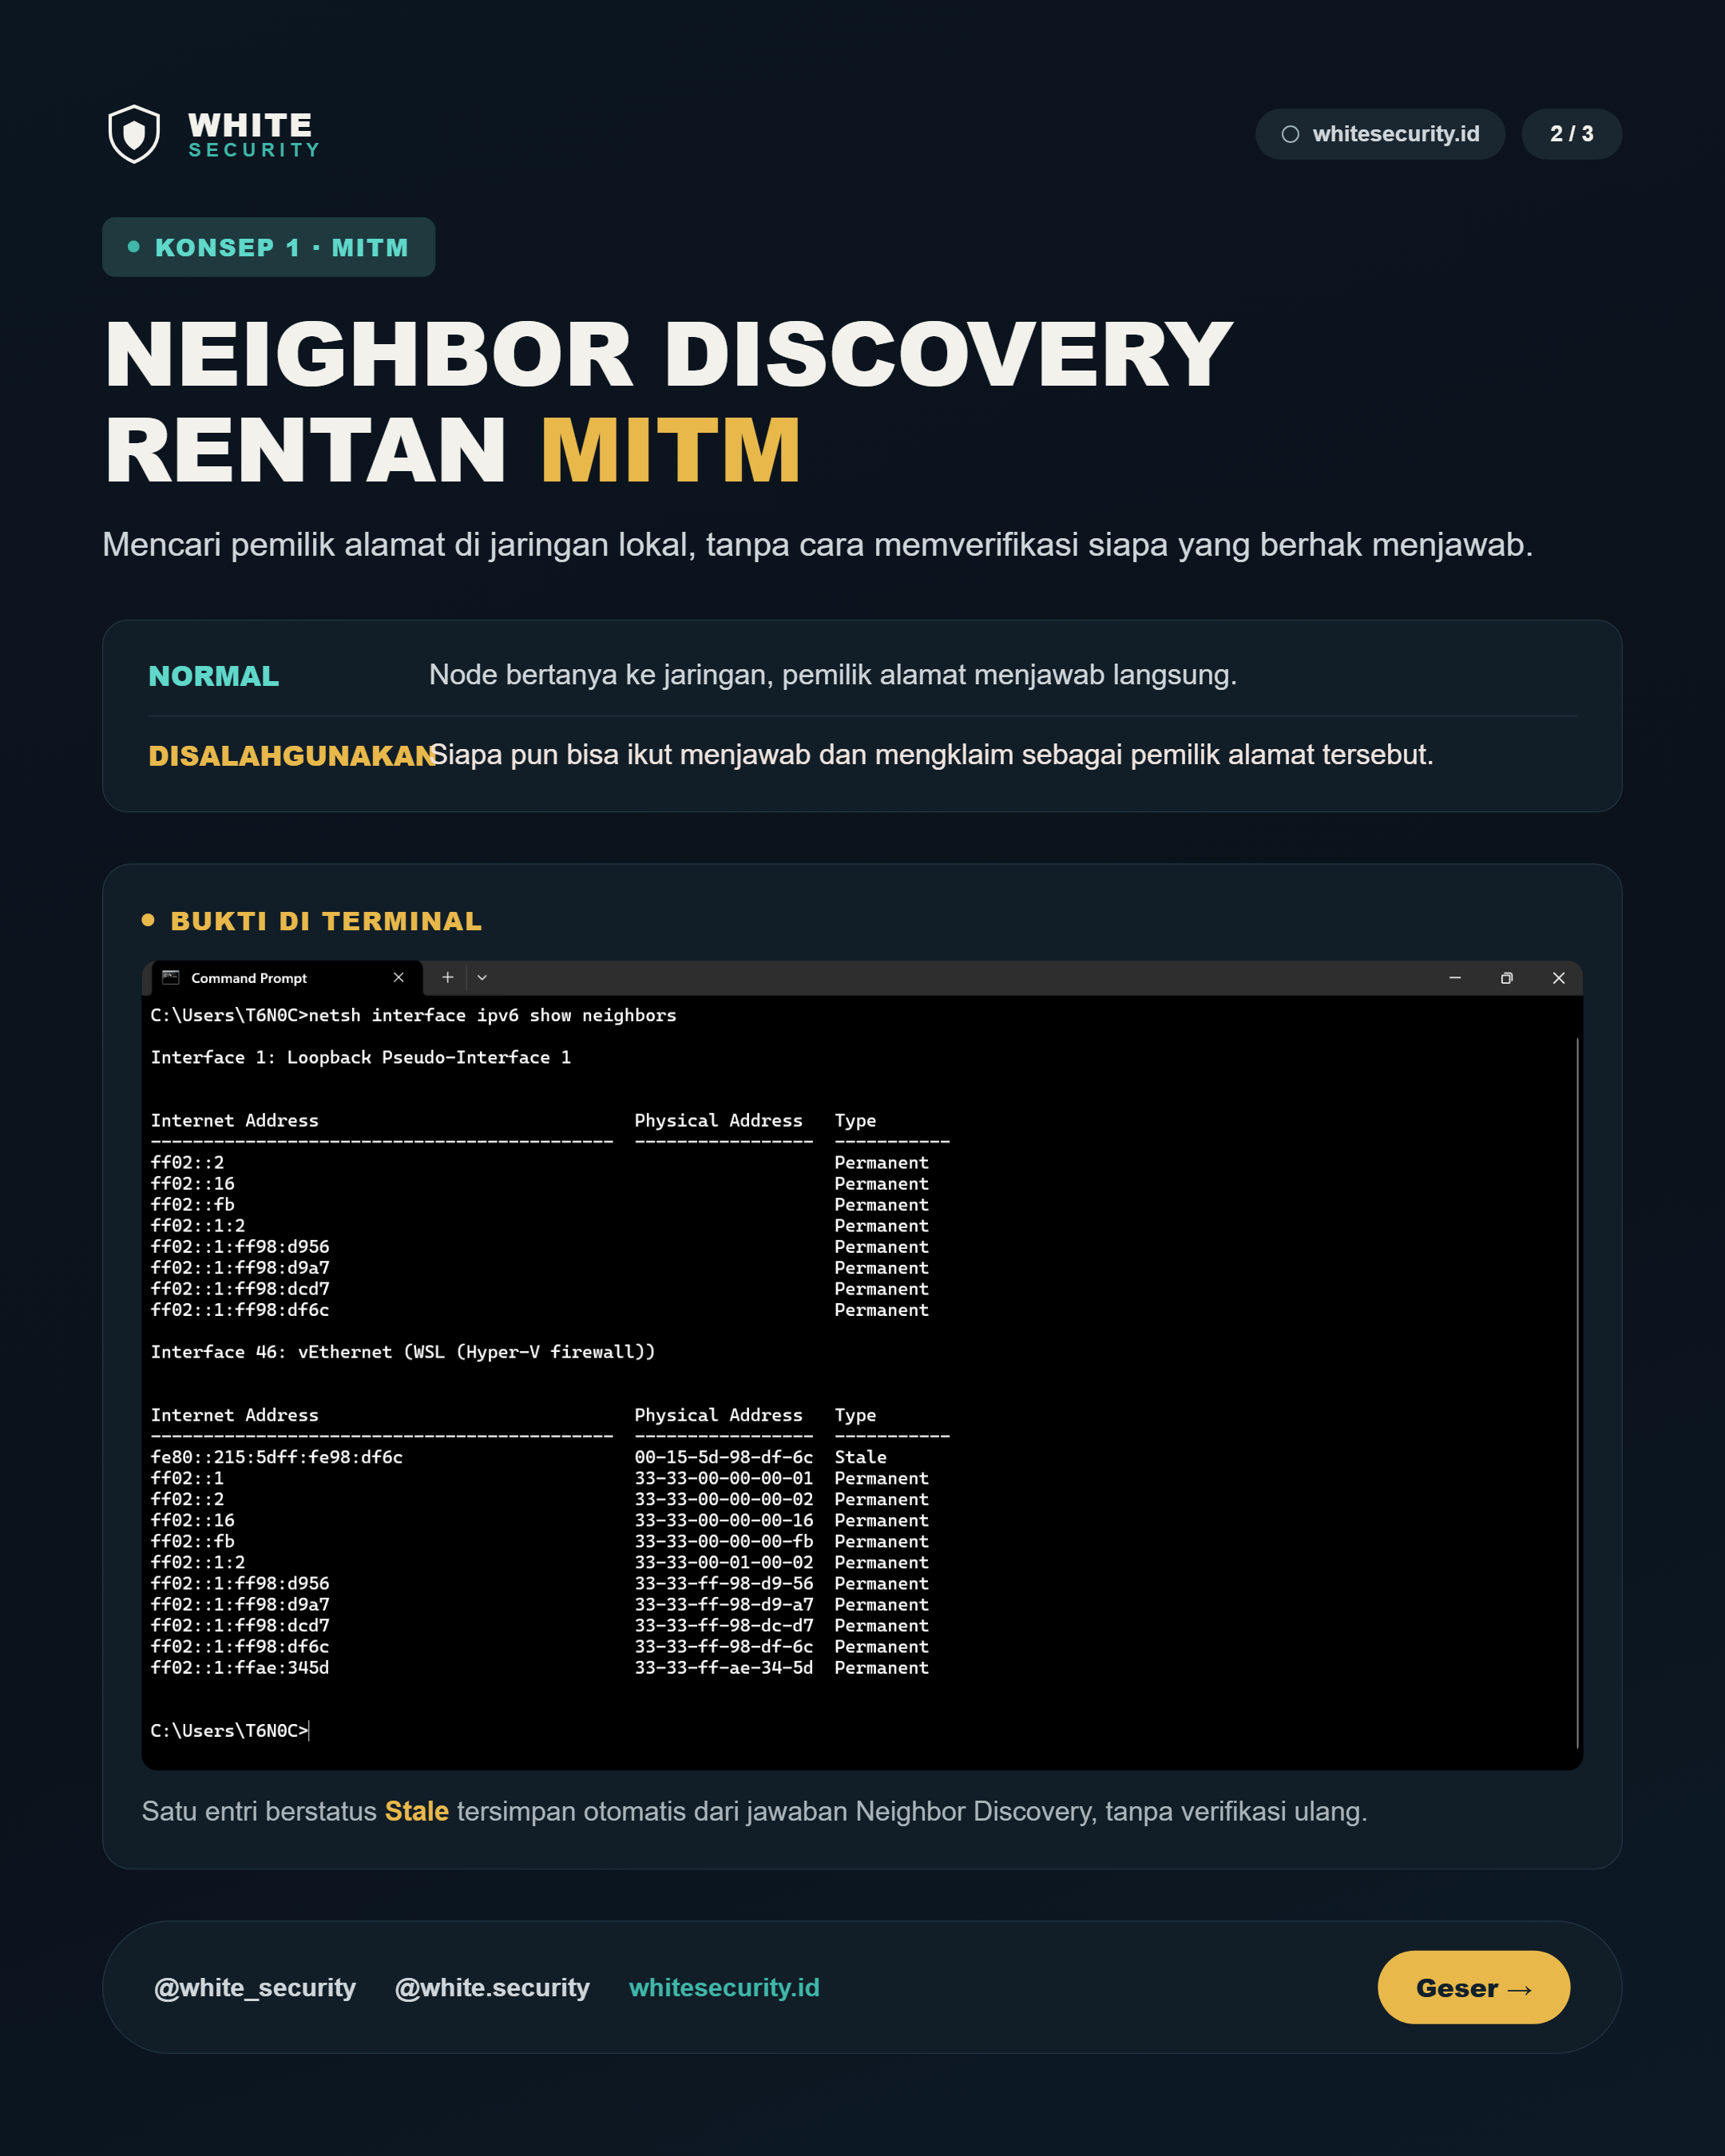 WHITE
SECURITY
whitesecurity.id
2 / 3
KONSEP 1 · MITM
NEIGHBOR DISCOVERY
RENTAN MITM
Mencari pemilik alamat di jaringan lokal, tanpa cara memverifikasi siapa yang berhak menjawab.
NORMAL Node bertanya ke jaringan, pemilik alamat menjawab langsung.
DISALAHGUNAKAN Siapa pun bisa ikut menjawab dan mengklaim sebagai pemilik alamat tersebut.
BUKTI DI TERMINAL
Command Prompt
C:\Users\T6N0C>netsh interface ipv6 show neighbors
Interface 1: Loopback Pseudo-Interface 1
Internet Address Physical Address Type
-------------------------------------------- ----------------- -----------
ff02::2 Permanent
ff02::16 Permanent
ff02::fb Permanent
ff02::1:2 Permanent
ff02::1:ff98:d956 Permanent
ff02::1:ff98:d9a7 Permanent
ff02::1:ff98:dcd7 Permanent
ff02::1:ff98:df6c Permanent
Interface 46: vEthernet (WSL (Hyper-V firewall))
Internet Address Physical Address Type
-------------------------------------------- ----------------- -----------
fe80::215:5dff:fe98:df6c 00-15-5d-98-df-6c Stale
ff02::1 33-33-00-00-00-01 Permanent
ff02::2 33-33-00-00-00-02 Permanent
ff02::16 33-33-00-00-00-16 Permanent
ff02::fb 33-33-00-00-00-fb Permanent
ff02::1:2 33-33-00-01-00-02 Permanent
ff02::1:ff98:d956 33-33-ff-98-d9-56 Permanent
ff02::1:ff98:d9a7 33-33-ff-98-d9-a7 Permanent
ff02::1:ff98:dcd7 33-33-ff-98-dc-d7 Permanent
ff02::1:ff98:df6c 33-33-ff-98-df-6c Permanent
ff02::1:ffae:345d 33-33-ff-ae-34-5d Permanent
C:\Users\T6N0C>
Satu entri berstatus Stale tersimpan otomatis dari jawaban Neighbor Discovery, tanpa verifikasi ulang.
@white_security @white.security whitesecurity.id
Geser →